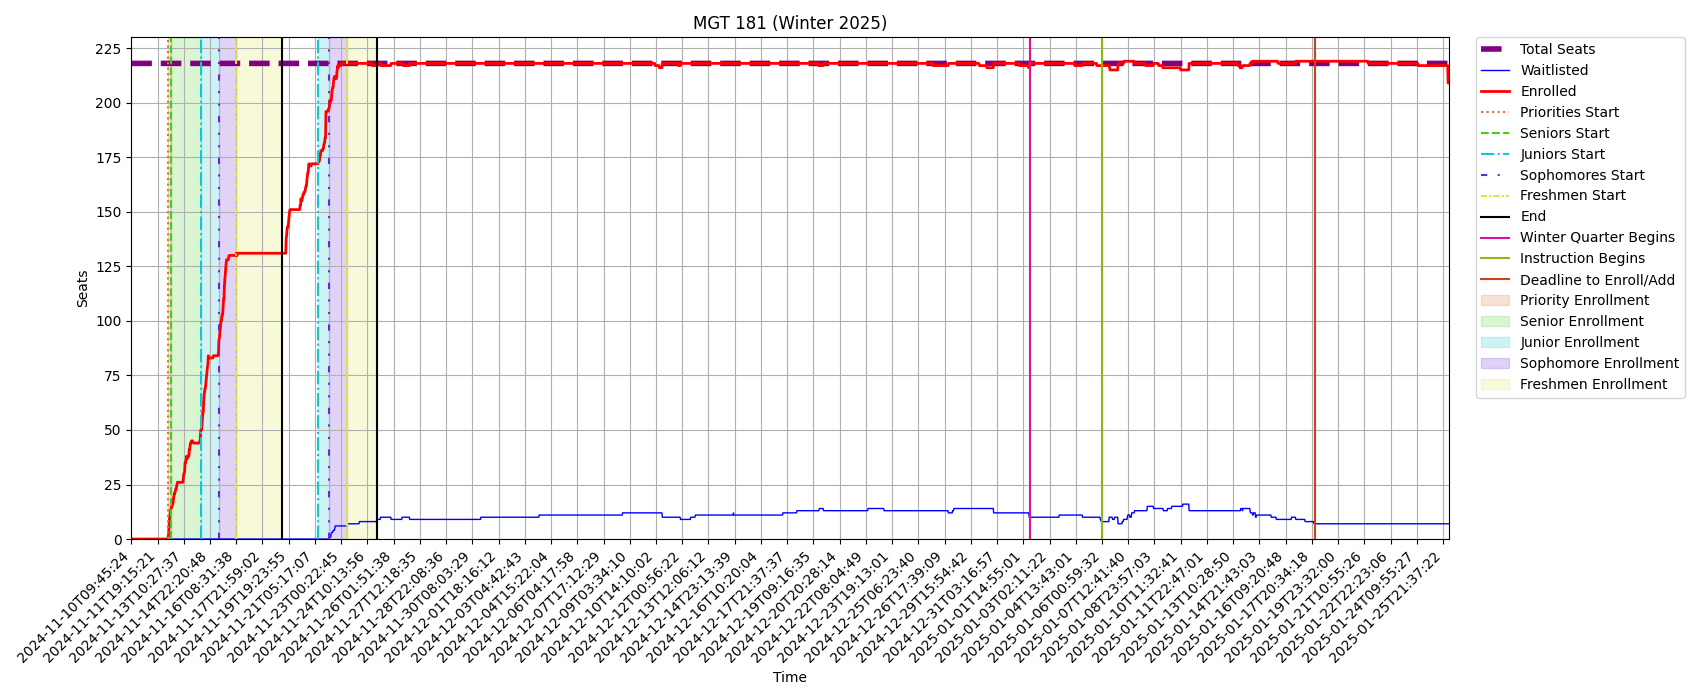 MGT 181 (Winter 2025)
225
200
175
150
125
100
75
50
25
0
Seats
2024-11-10T09:45:24
2024-11-11T19:15:21
2024-11-13T10:27:37
2024-11-14T22:20:48
2024-11-16T08:31:38
2024-11-17T21:59:02
2024-11-19T19:23:55
2024-11-21T05:17:07
2024-11-23T00:22:45
2024-11-24T10:13:56
2024-11-26T01:51:38
2024-11-27T12:18:35
2024-11-28T22:08:36
2024-11-30T08:03:29
2024-12-01T18:16:12
2024-12-03T04:42:43
2024-12-04T15:22:04
2024-12-06T04:17:58
2024-12-07T17:12:29
2024-12-09T03:34:10
2024-12-10T14:10:02
2024-12-12T00:56:22
2024-12-13T12:06:12
2024-12-14T23:13:39
2024-12-16T10:20:04
2024-12-17T21:37:37
2024-12-19T09:16:35
2024-12-20T20:28:14
2024-12-22T08:04:49
2024-12-23T19:13:01
2024-12-25T06:23:40
2024-12-26T17:39:09
2024-12-29T15:54:42
2024-12-31T03:16:57
2025-01-01T14:55:01
2025-01-03T02:11:22
2025-01-04T13:43:01
2025-01-06T00:59:32
2025-01-07T12:41:40
2025-01-08T23:57:03
2025-01-10T11:32:41
2025-01-11T22:47:01
2025-01-13T10:28:50
2025-01-14T21:43:03
2025-01-16T09:20:48
2025-01-17T20:34:18
2025-01-19T23:32:00
2025-01-21T10:55:26
2025-01-22T22:23:06
2025-01-24T09:55:27
2025-01-25T21:37:22
Time
Total Seats
Waitlisted
Enrolled
Priorities Start
Seniors Start
Juniors Start
Sophomores Start
Freshmen Start
End
Winter Quarter Begins
Instruction Begins
Deadline to Enroll/Add
Priority Enrollment
Senior Enrollment
Junior Enrollment
Sophomore Enrollment
Freshmen Enrollment